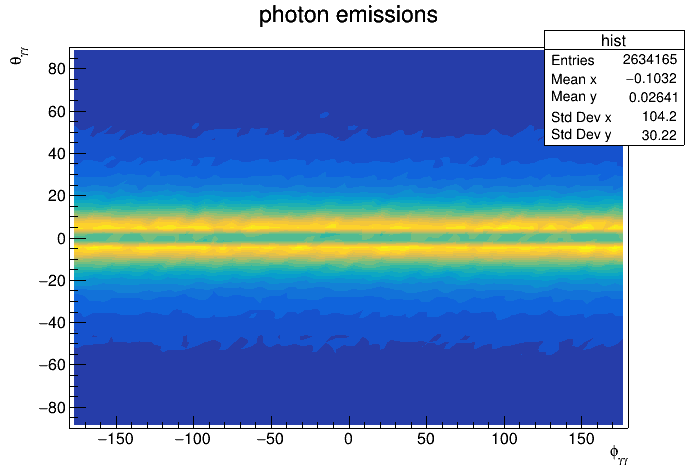 photon emissions
hist
Entries 2634165
Mean x −0.1032
Mean y 0.02641
Std Dev x 104.2
Std Dev y 30.22
θγγ
80
60
40
20
0
−20
−40
−60
−80
−150 −100 −50 0 50 100 150
ϕγγ